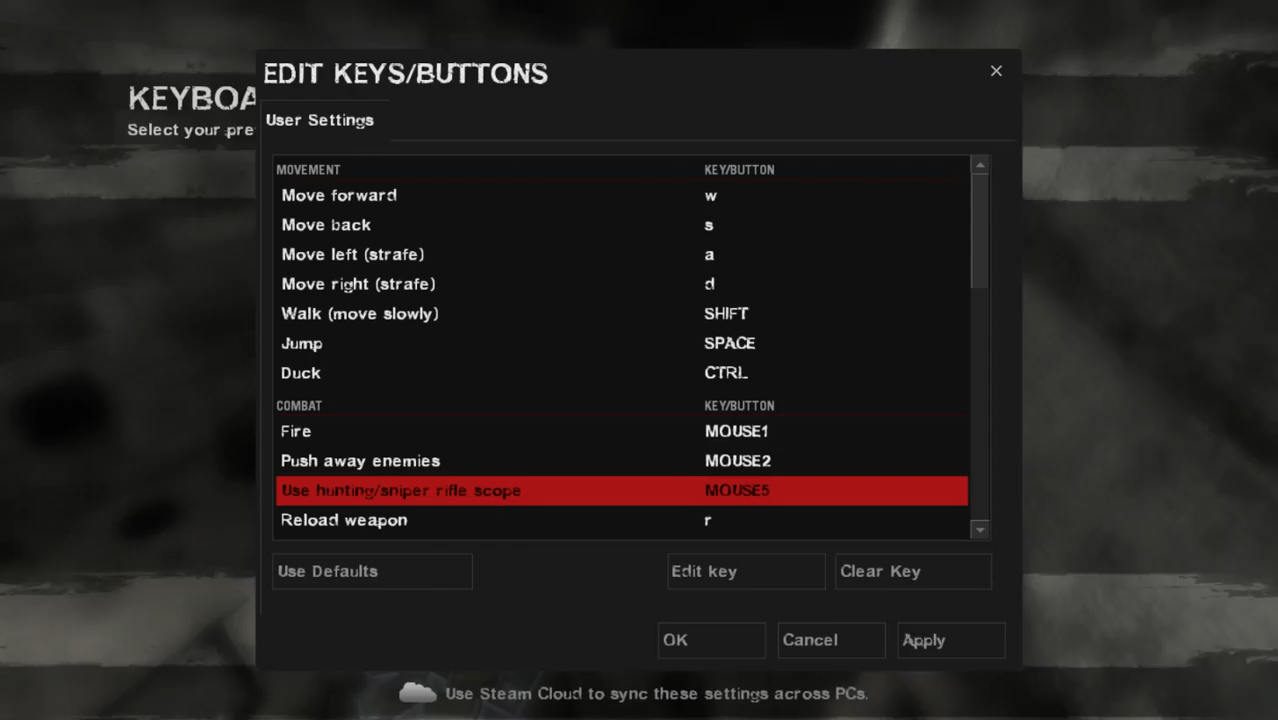 EDIT KEYS/BUTTONS
KEYBOA
Select your pre
User Settings
MOVEMENT KEY/BUTTON
Move forward w
Move back s
Move left (strafe) a
Move right (strafe) d
Walk (move slowly) SHIFT
Jump SPACE
Duck CTRL
COMBAT KEY/BUTTON
Fire MOUSE1
Push away enemies MOUSE2
Use hunting/sniper rifle scope MOUSE5
Reload weapon r
Use Defaults Edit key Clear Key
OK Cancel Apply
Use Steam Cloud to sync these settings across PCs.